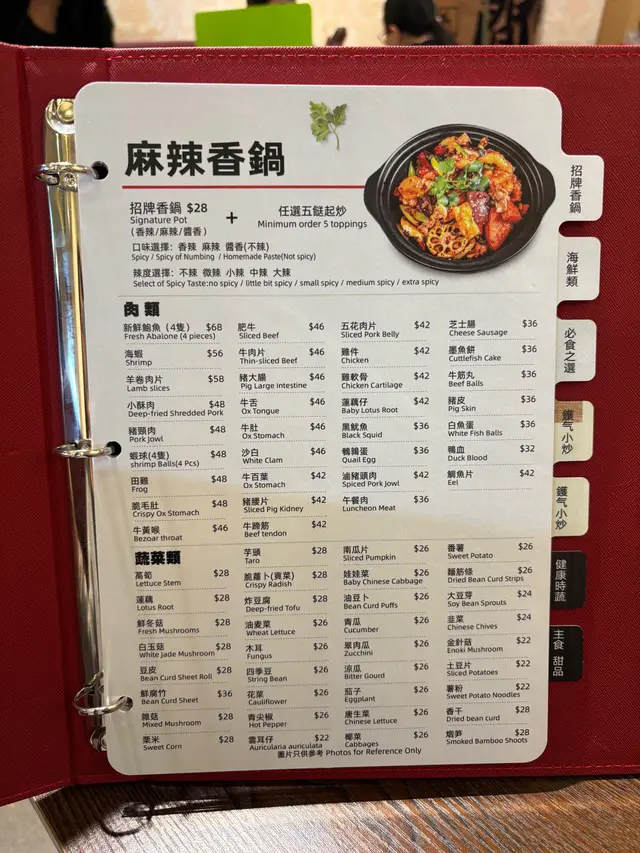 麻辣香鍋
招牌香鍋 $28
Signature Pot
(香辣/麻辣/醬香)
+
任選五餸起炒
Minimum order 5 toppings
口味選擇：香辣 麻辣 醬香(不辣)
Spicy / Spicy of Numbing / Homemade Paste(Not spicy)
辣度選擇：不辣 微辣 小辣 中辣 大辣
Select of Spicy Taste:no spicy / little bit spicy / small spicy / medium spicy / extra spicy
肉類
新鮮鮑魚（4隻） $68
Fresh Abalone (4 pieces)
海蝦 $56
Shrimp
羊卷肉片 $58
Lamb slices
小酥肉 $48
Deep-fried Shredded Pork
豬頸肉 $48
Pork Jowl
蝦球(4隻) $48
shrimp Balls(4 Pcs)
田雞 $48
Frog
脆毛肚 $48
Crispy Ox Stomach
牛黃喉 $46
Bezoar throat
肥牛 $46
Sliced Beef
牛肉片 $46
Thin-sliced Beef
豬大腸 $46
Pig Large intestine
牛舌 $46
Ox Tongue
牛肚 $46
Ox Stomach
沙白 $46
White Clam
牛百葉 $42
Ox Stomach
豬腰片 $42
Sliced Pig Kidney
牛蹄筋 $42
Beef tendon
五花肉片 $42
Sliced Pork Belly
雞件 $42
Chicken
雞軟骨 $42
Chicken Cartilage
蓮藕仔 $42
Baby Lotus Root
黑魷魚 $36
Black Squid
鵪鶉蛋 $36
Quail Egg
滷豬頭肉 $42
Spiced Pork Jowl
午餐肉 $36
Luncheon Meat
芝士腸 $36
Cheese Sausage
墨魚餅 $36
Cuttlefish Cake
牛筋丸 $36
Beef Balls
豬皮 $36
Pig Skin
白魚蛋 $36
White Fish Balls
鴨血 $32
Duck Blood
鯛魚片 $42
Eel
蔬菜類
萵筍 $28
Lettuce Stem
蓮藕 $28
Lotus Root
鮮冬菇 $28
Fresh Mushrooms
白玉菇 $28
White Jade Mushroom
豆皮 $28
Bean Curd Sheet Roll
鮮腐竹 $36
Bean Curd Sheet
雜菇 $28
Mixed Mushroom
粟米 $28
Sweet Corn
芋頭 $28
Taro
脆蘿卜(貢菜) $28
Crispy Radish
炸豆腐 $28
Deep-fried Tofu
油麥菜 $26
Wheat Lettuce
木耳 $26
Fungus
四季豆 $26
String Bean
花菜 $26
Cauliflower
青尖椒 $26
Hot Pepper
雲耳仔 $22
Auricularia auriculata
南瓜片 $26
Sliced Pumpkin
娃娃菜 $26
Baby Chinese Cabbage
油豆卜 $26
Bean Curd Puffs
青瓜 $26
Cucumber
翠肉瓜 $26
Zucchini
涼瓜 $26
Bitter Gourd
茄子 $26
Eggplant
唐生菜 $26
Chinese Lettuce
椰菜 $26
Cabbages
番薯 $26
Sweet Potato
麵筋條 $26
Dried Bean Curd Strips
大豆芽 $24
Soy Bean Sprouts
韭菜 $24
Chinese Chives
金針菇 $22
Enoki Mushroom
土豆片 $22
Sliced Potatoes
薯粉 $22
Sweet Potato Noodles
香干 $28
Dried bean curd
烟笋 $28
Smoked Bamboo Shoots
圖片只供參考 Photos for Reference Only
招牌香鍋
海鮮類
必食之選
鑊气小炒
鑊气小炒
健康時蔬
主食 甜品